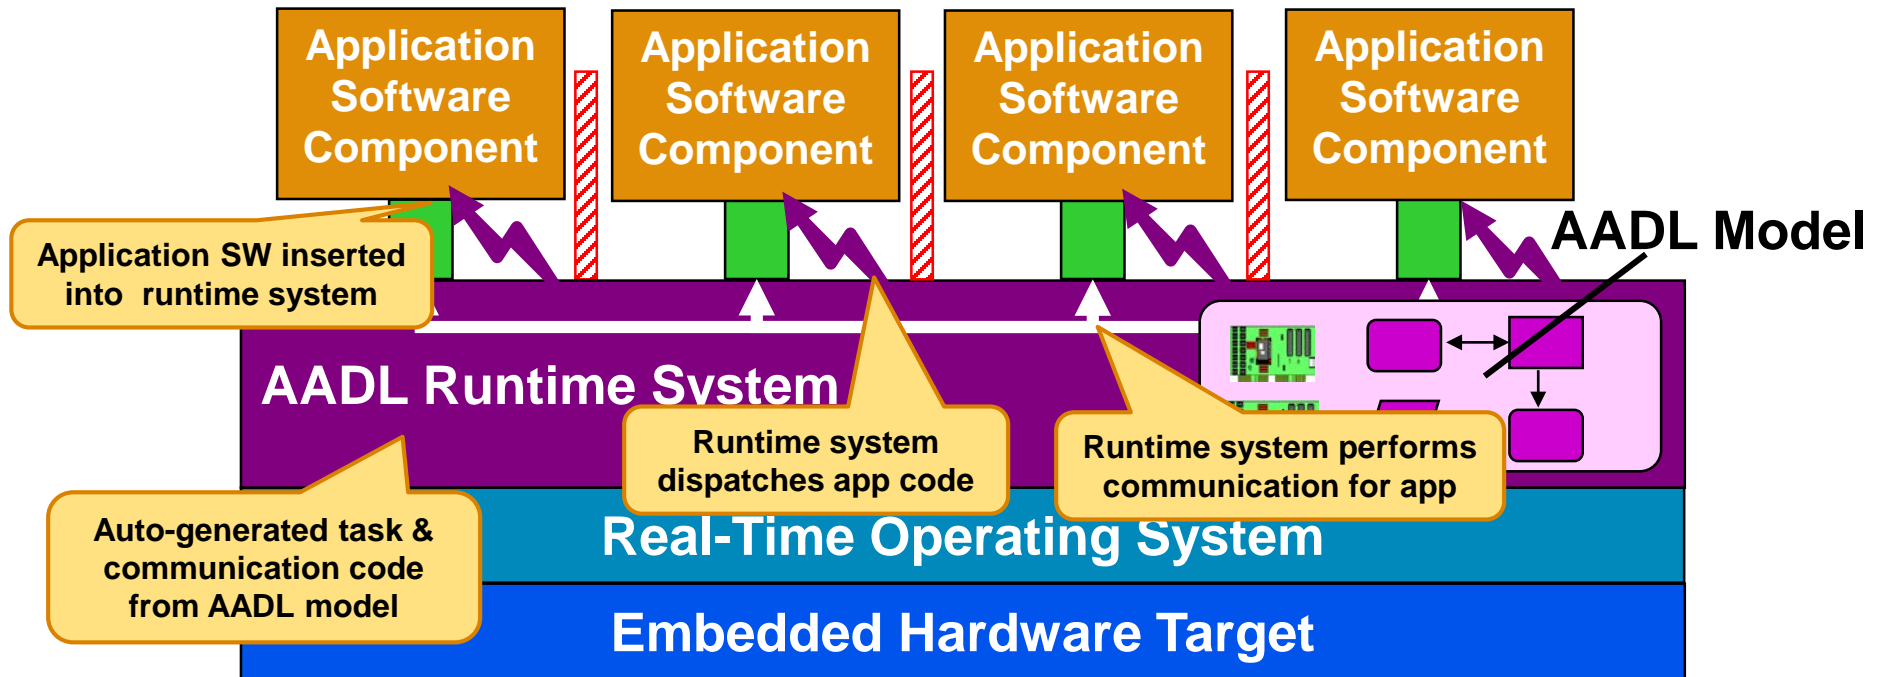 Application
Software
Component
Application
Software
Component
Application
Software
Component
Application
Software
Component
AADL Model
Application SW inserted
into runtime system
AADL Runtime System
Runtime system
dispatches app code
Runtime system performs
communication for app
Auto-generated task &
communication code
from AADL model
Real-Time Operating System
Embedded Hardware Target